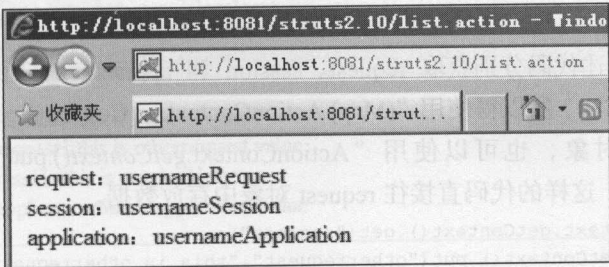 http://localhost:8081/struts2.10/list.action - Windo
http://localhost:8081/struts2.10/list.action
收藏夹
http://localhost:8081/strut...
request: usernameRequest
session: usernameSession
application: usernameApplication